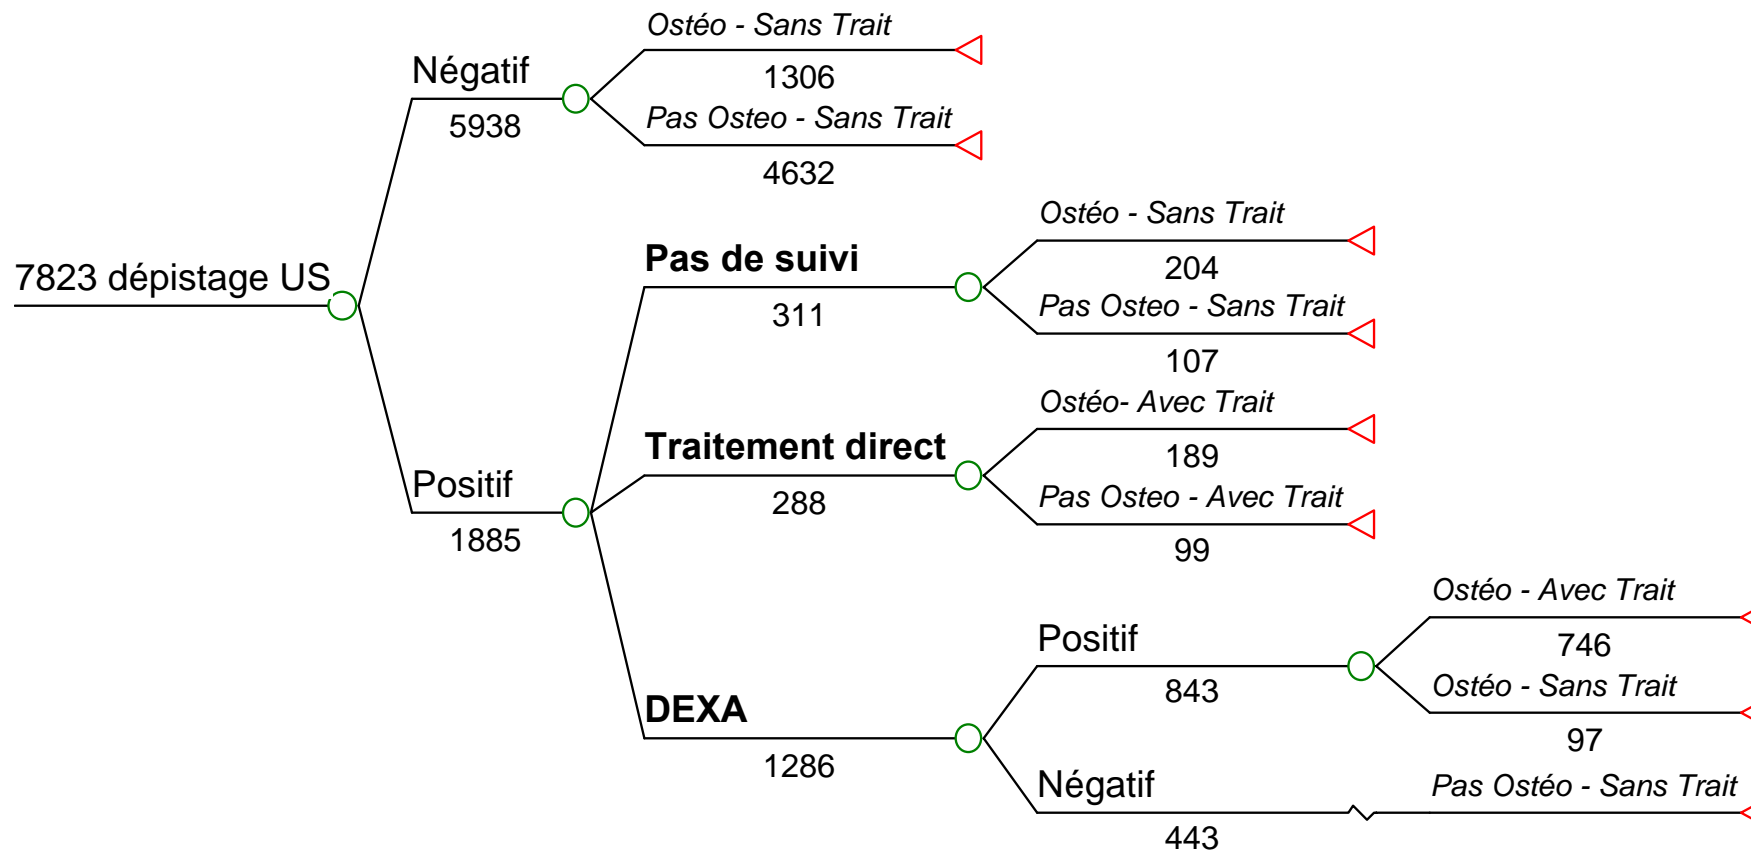 Ostéo - Sans Trait
1306
Négatif
5938
Pas Osteo - Sans Trait
4632
7823 dépistage US
Ostéo - Sans Trait
204
Pas de suivi
311
Pas Osteo - Sans Trait
107
Ostéo- Avec Trait
189
Traitement direct
288
Pas Osteo - Avec Trait
99
Positif
1885
Ostéo - Avec Trait
746
Positif
843
Ostéo - Sans Trait
97
DEXA
1286
Négatif
443
Pas Ostéo - Sans Trait